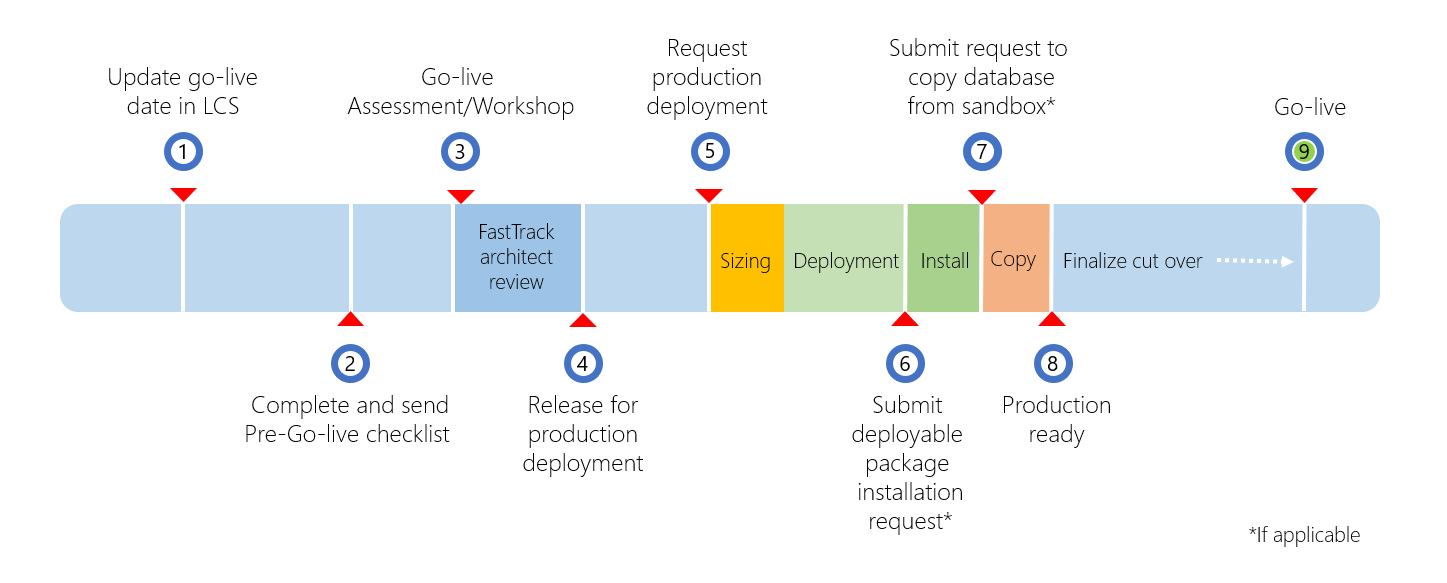 Update go-live
date in LCS
1
Go-live
Assessment/Workshop
3
Request
production
deployment
5
Submit request to
copy database
from sandbox*
7
Go-live
9
FastTrack
architect
review
Sizing
Deployment
Install
Copy
Finalize cut over
2
Complete and send
Pre-Go-live checklist
4
Release for
production
deployment
6
Submit
deployable
package
installation
request*
8
Production
ready
*If applicable